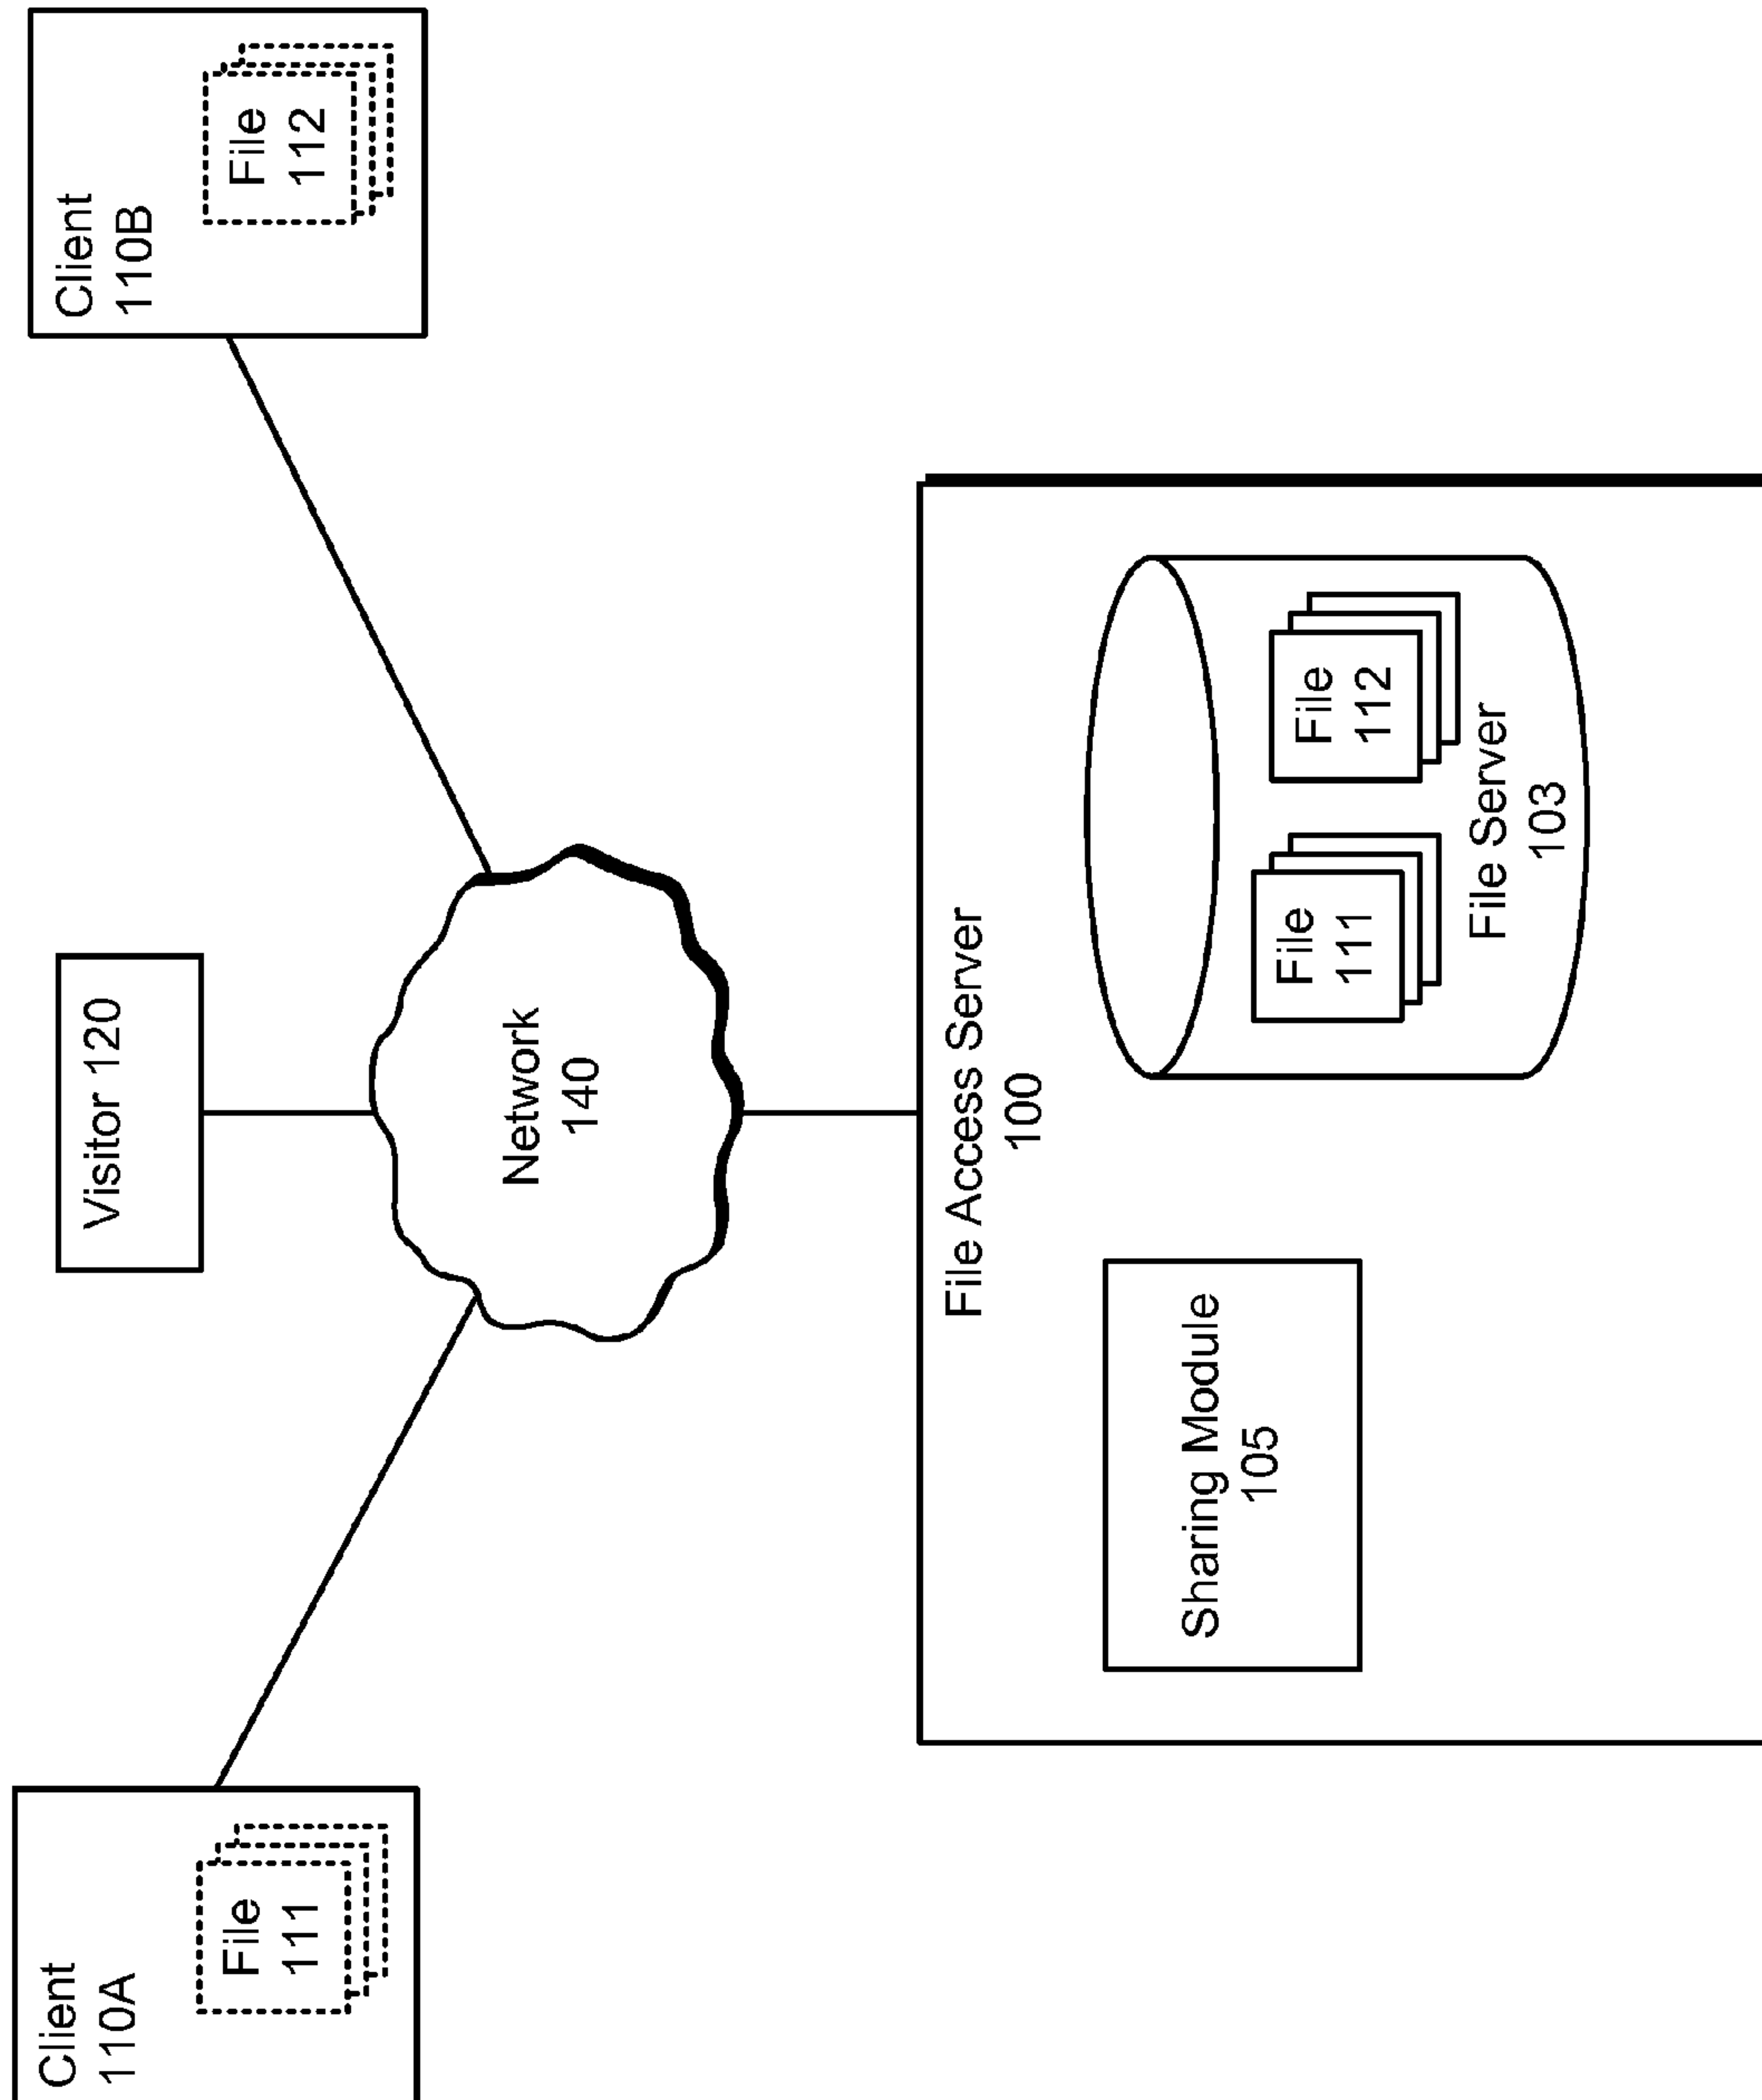 Client
110A
File
111
Visitor 120
Client
110B
File
112
Network
140
File Access Server
100
Sharing Module
105
File
111
File
112
File Server
103